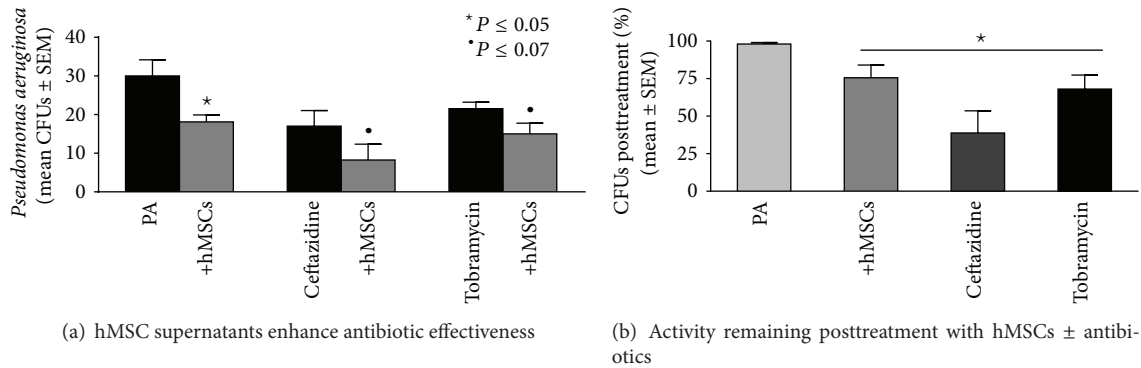 * P ≤ 0.05
• P ≤ 0.07
Pseudomonas aeruginosa
(mean CFUs ± SEM)
40
30
20
10
0
*
•
•
PA
+hMSCs
Ceftazidine
+hMSCs
Tobramycin
+hMSCs
(a) hMSC supernatants enhance antibiotic effectiveness
CFUs posttreatment (%)
(mean ± SEM)
100
75
50
25
0
*
PA
+hMSCs
Ceftazidine
Tobramycin
(b) Activity remaining posttreatment with hMSCs ± antibi-
otics